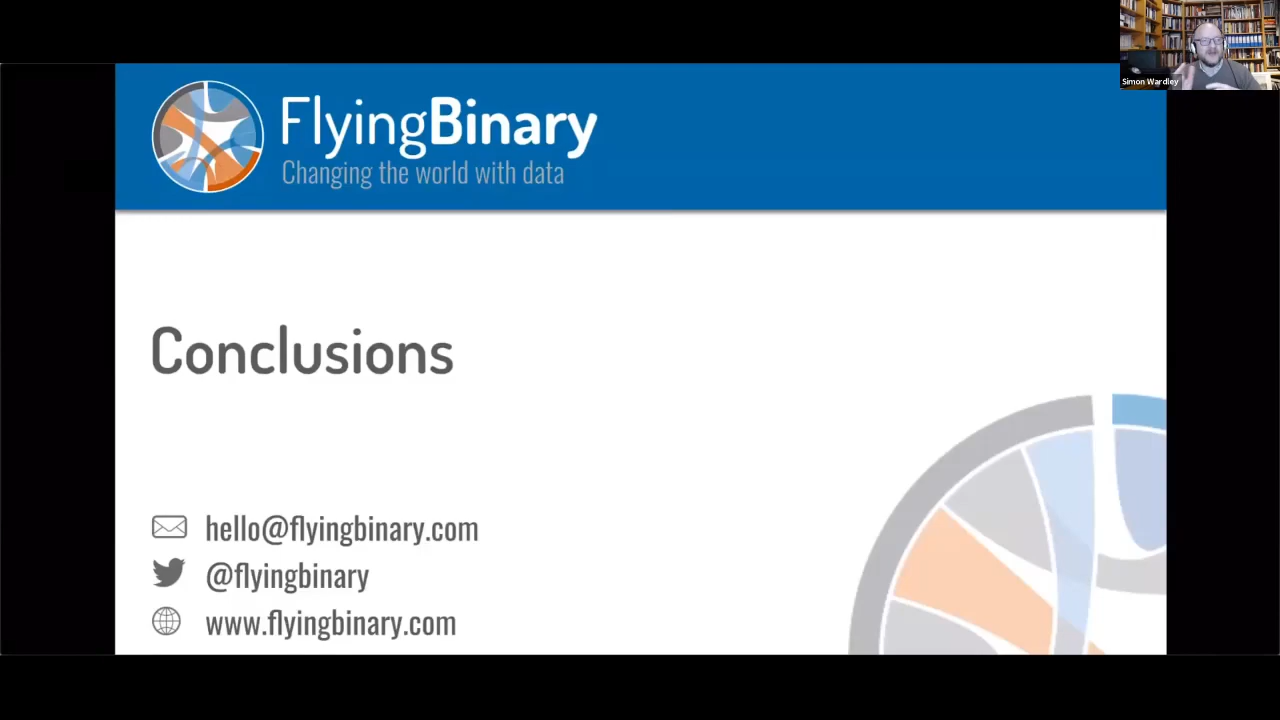 Simon Wardley
FlyingBinary
Changing the world with data
Conclusions
hello@flyingbinary.com
@flyingbinary
www.flyingbinary.com